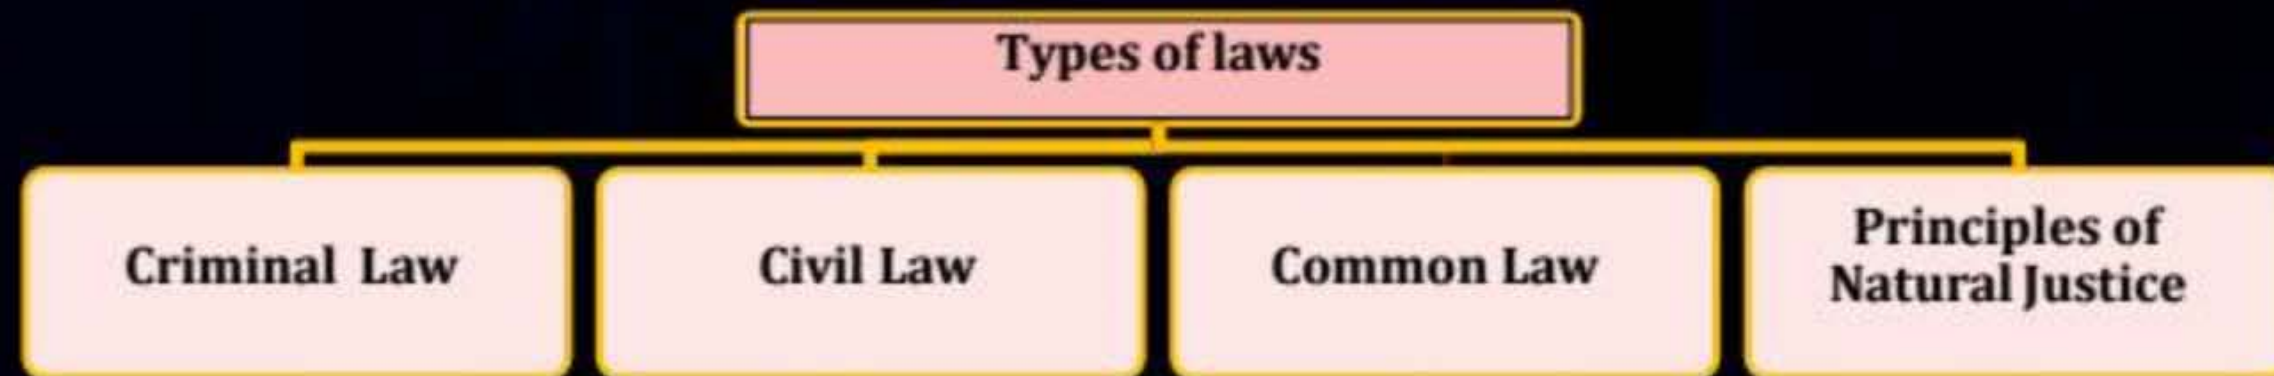 Types of laws
Criminal Law
Civil Law
Common Law
Principles of
Natural Justice